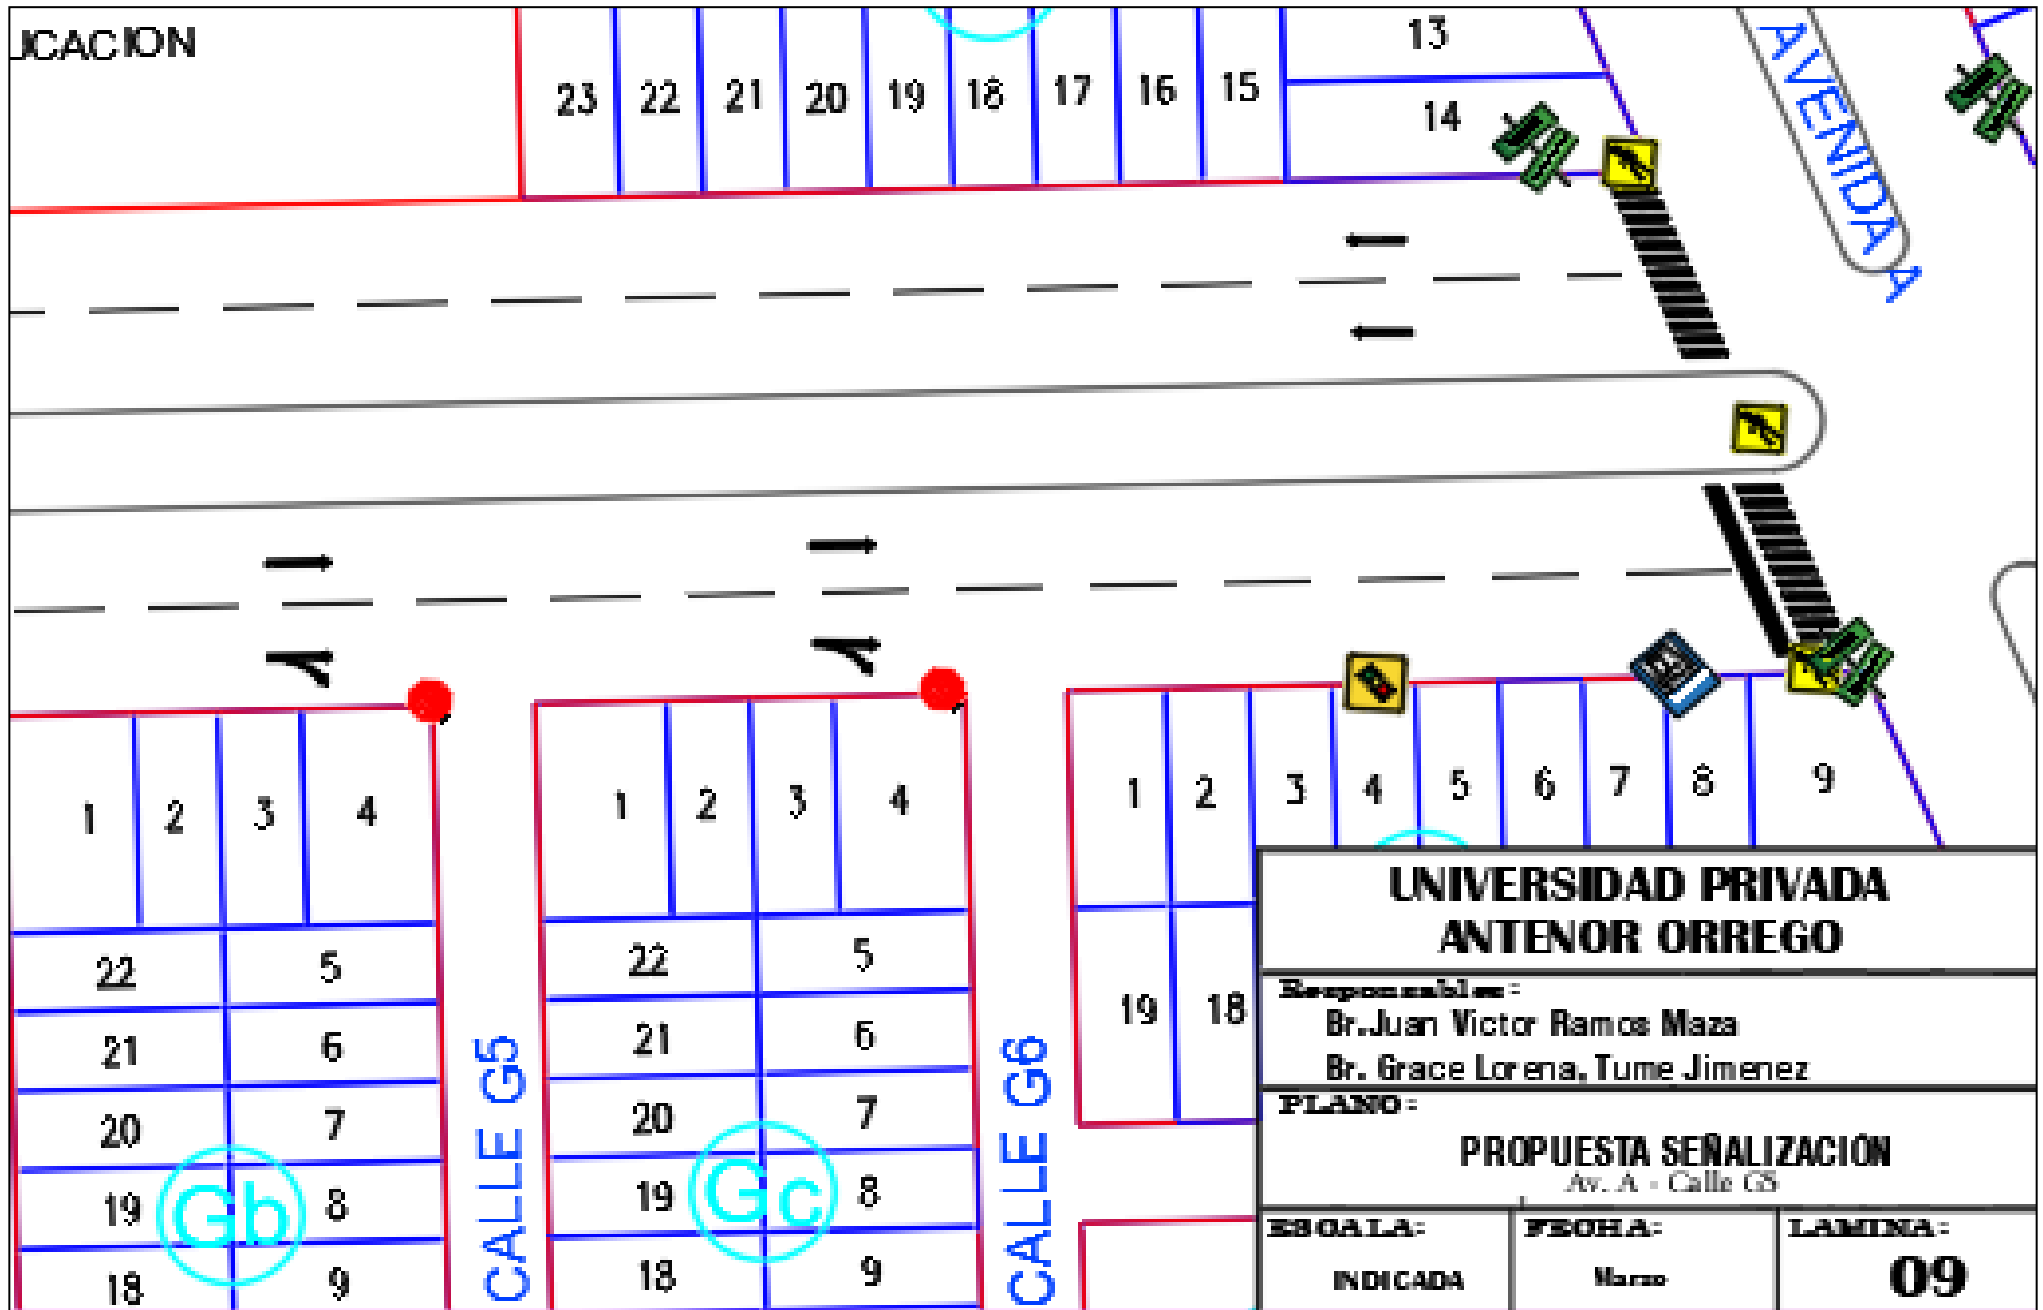 UCACION
23 22 21 20 19 18 17 16 15
13
14
AVENIDA A
1 2 3 4
22 5
21 6
20 7
19 8
18 9
Gb
CALLE G5
1 2 3 4
22 5
21 6
20 7
19 8
18 9
Gc
CALLE G6
1 2 3 4 5 6 7 8 9
19 18
UNIVERSIDAD PRIVADA
ANTENOR ORREGO
Responsables:
Br.Juan Victor Ramos Maza
Br. Grace Lorena, Tume Jimenez
PLANO:
PROPUESTA SEÑALIZACIÓN
Av. A - Calle G5
ESCALA:
INDICADA
FECHA:
Marzo
LAMINA:
09